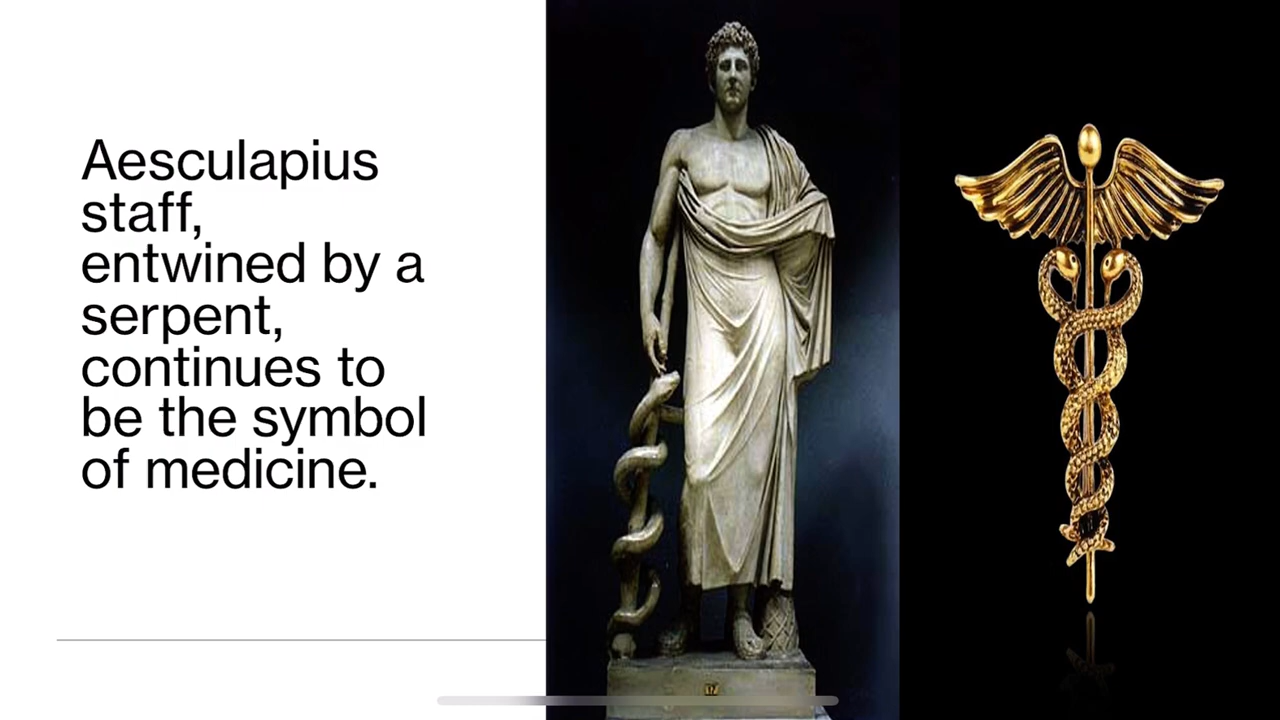 Aesculapius
staff,
entwined by a
serpent,
continues to
be the symbol
of medicine.